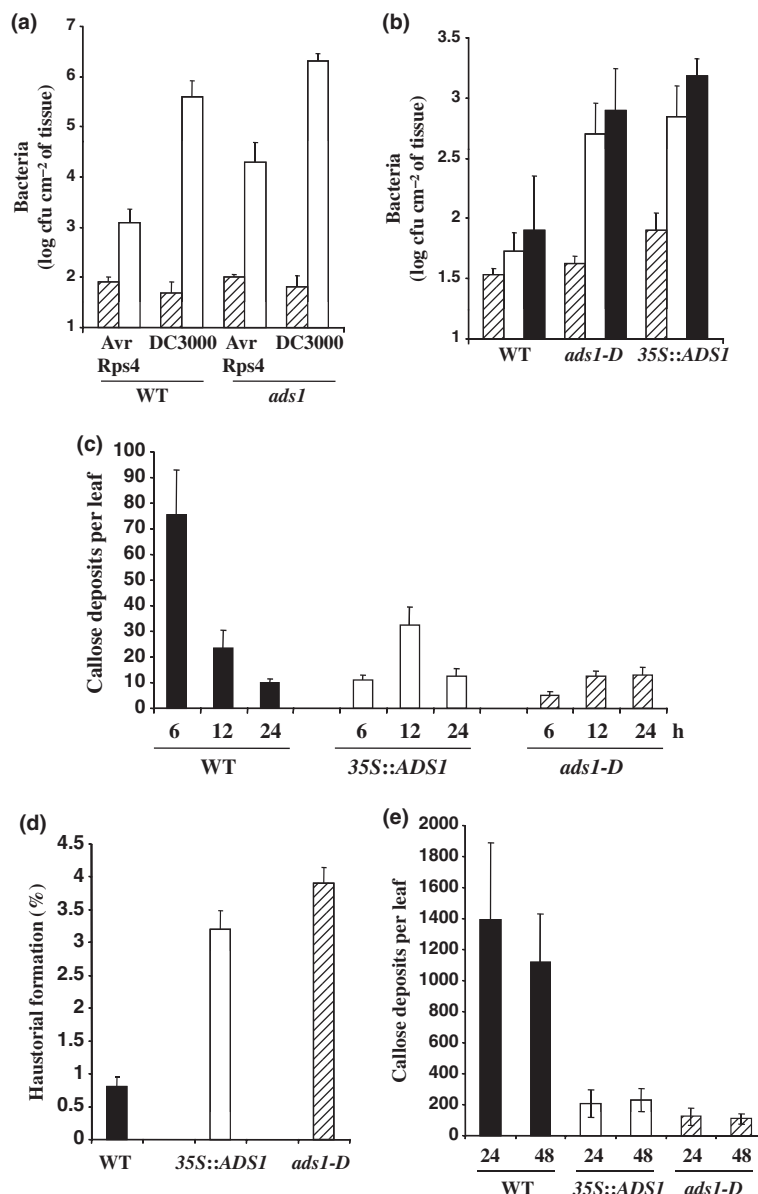 (a)
Bacteria
(log cfu cm⁻² of tissue)
7
6
5
4
3
2
1
Avr
Rps4
DC3000
Avr
Rps4
DC3000
WT
ads1
(b)
Bacteria
(log cfu cm⁻² of tissue)
3.5
3
2.5
2
1.5
1
WT
ads1-D
35S::ADS1
(c)
Callose deposits per leaf
100
90
80
70
60
50
40
30
20
10
0
6 12 24 6 12 24 6 12 24 h
WT
35S::ADS1
ads1-D
(d)
Haustorial formation (%)
4.5
4
3.5
3
2.5
2
1.5
1
0.5
0
WT
35S::ADS1
ads1-D
(e)
Callose deposits per leaf
2000
1800
1600
1400
1200
1000
800
600
400
200
0
24 48 24 48 24 48
WT
35S::ADS1
ads1-D